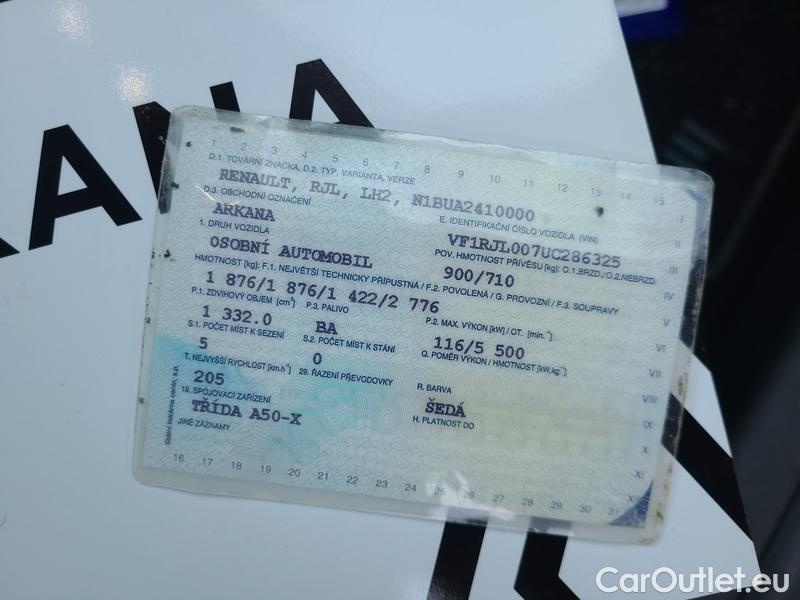 ANA
1 2 3 4 5 6 7 8 9 10 11 12 13 14 15
D.1. TOVÁRNÍ ZNAČKA, D.2. TYP, VARIANTA, VERZE
RENAULT, RJL, LH2, N1BUA2410000
D.3. OBCHODNÍ OZNAČENÍ
E. IDENTIFIKAČNÍ ČÍSLO VOZIDLA (VIN)
ARKANA
VF1RJL007UC286325
1. DRUH VOZIDLA
POV. HMOTNOST PŘÍVĚSU [kg]: O.1.BRZD./O.2.NEBRZD.
OSOBNÍ AUTOMOBIL
900/710
HMOTNOST [kg]: F.1. NEJVĚTŠÍ TECHNICKY PŘÍPUSTNÁ / F.2. POVOLENÁ / G. PROVOZNÍ / F.3. SOUPRAVY
1 876/1 876/1 422/2 776
P.1. ZDVIHOVÝ OBJEM [cm³]
P.3. PALIVO
P.2. MAX. VÝKON [kW] / OT. [min.⁻¹]
1 332.0
BA
116/5 500
S.1. POČET MÍST K SEZENÍ
S.2. POČET MÍST K STÁNÍ
Q. POMĚR VÝKON / HMOTNOST [kW.kg⁻¹]
5
0
T. NEJVYŠŠÍ RYCHLOST [km.h⁻¹]
29. ŘAZENÍ PŘEVODOVKY
R. BARVA
205
ŠEDÁ
19. SPOJOVACÍ ZAŘÍZENÍ
H. PLATNOST DO
TŘÍDA A50-X
JINÉ ZÁZNAMY
Státní tiskárna cenin, s.p.
I
II
III
IV
V
VI
VII
VIII
IX
X
XI
XII
16 17 18 19 20 21 22 23 24 25 26 27 28 29 30 31
CarOutlet.eu